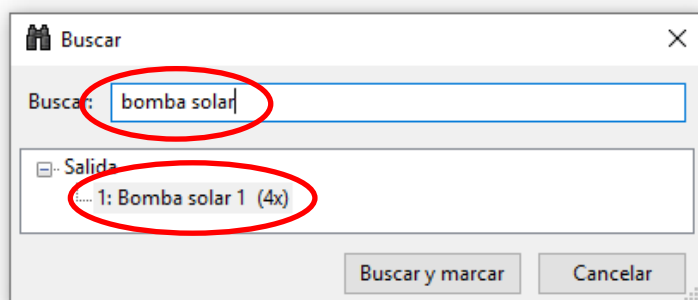 Buscar
Buscar: bomba solar
Salida
1: Bomba solar 1 (4x)
Buscar y marcar Cancelar